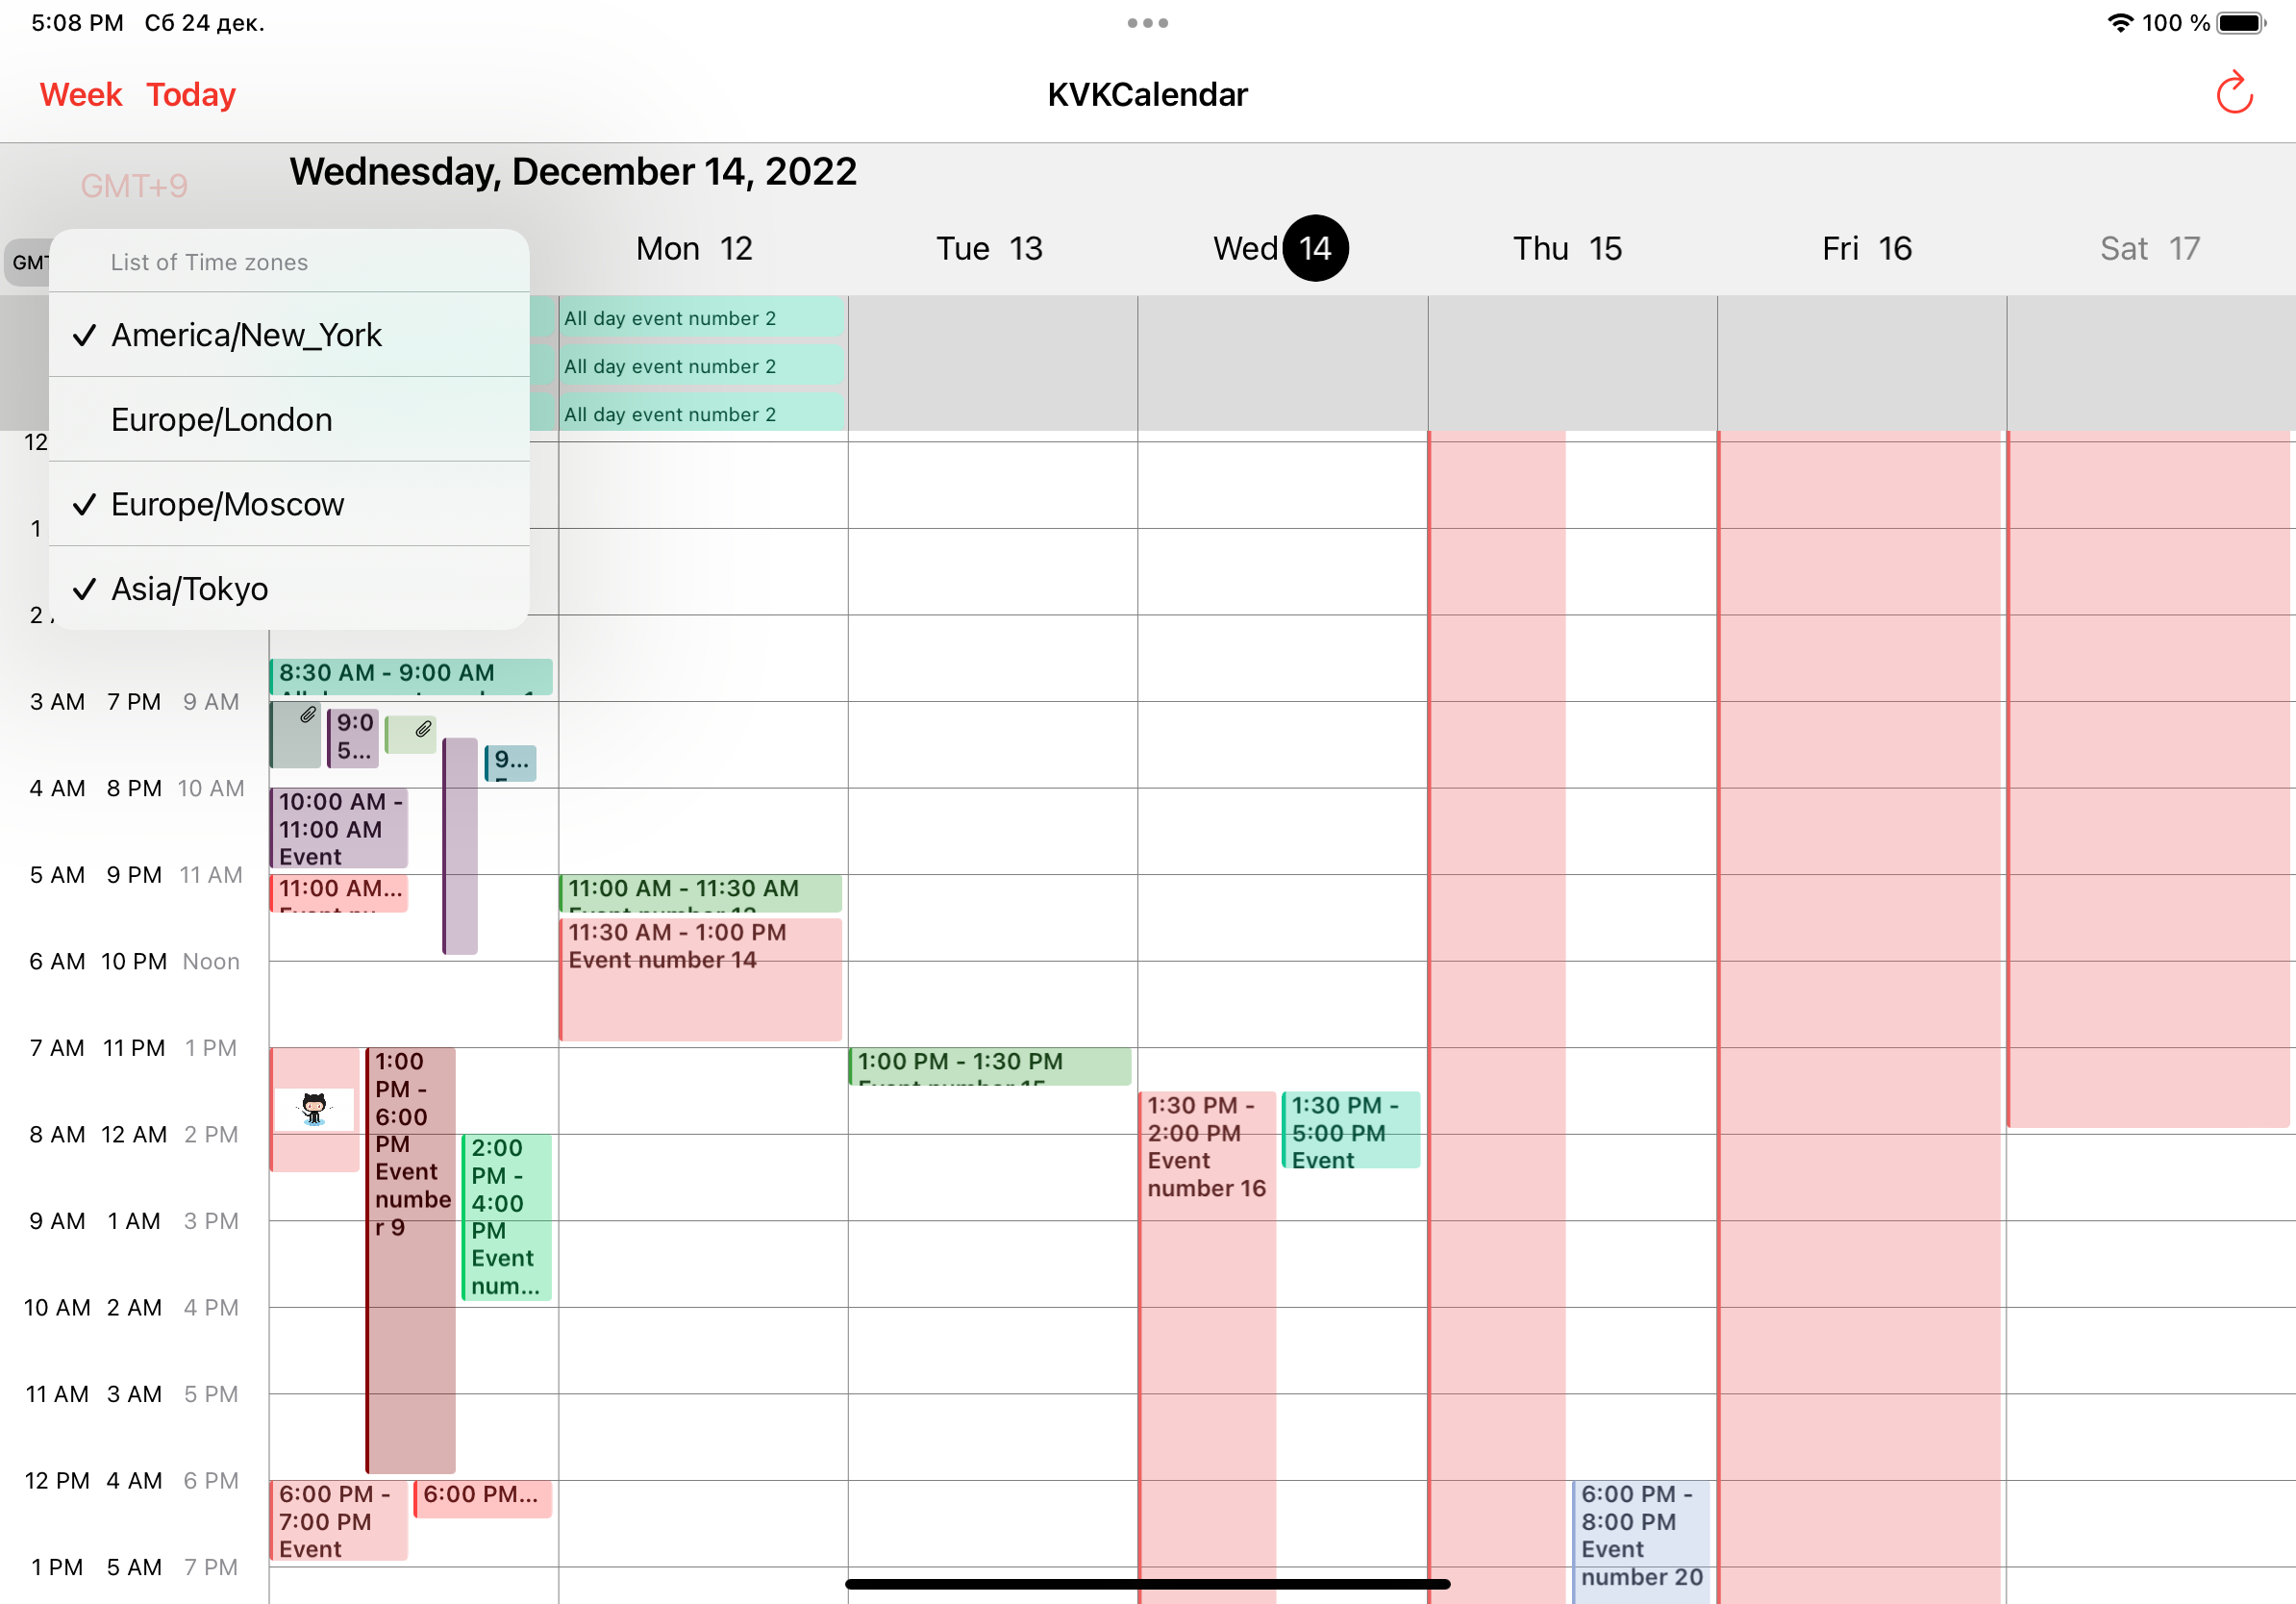 5:08 PM Сб 24 дек.
100 %
Week Today
KVKCalendar
GMT+9
Wednesday, December 14, 2022
GMT
Mon 12
Tue 13
Wed 14
Thu 15
Fri 16
Sat 17
List of Time zones
America/New_York
Europe/London
Europe/Moscow
Asia/Tokyo
All day event number 2
All day event number 2
All day event number 2
12
1
2
3 AM 7 PM 9 AM
4 AM 8 PM 10 AM
5 AM 9 PM 11 AM
6 AM 10 PM Noon
7 AM 11 PM 1 PM
8 AM 12 AM 2 PM
9 AM 1 AM 3 PM
10 AM 2 AM 4 PM
11 AM 3 AM 5 PM
12 PM 4 AM 6 PM
1 PM 5 AM 7 PM
8:30 AM - 9:00 AM
9:0
5...
9...
10:00 AM -
11:00 AM
Event
11:00 AM...
1:00
PM -
6:00
PM
Event
numbe
r 9
2:00
PM -
4:00
PM
Event
num...
6:00 PM -
7:00 PM
Event
6:00 PM...
11:00 AM - 11:30 AM
11:30 AM - 1:00 PM
Event number 14
1:00 PM - 1:30 PM
Event number 15
1:30 PM -
2:00 PM
Event
number 16
1:30 PM -
5:00 PM
Event
6:00 PM -
8:00 PM
Event
number 20